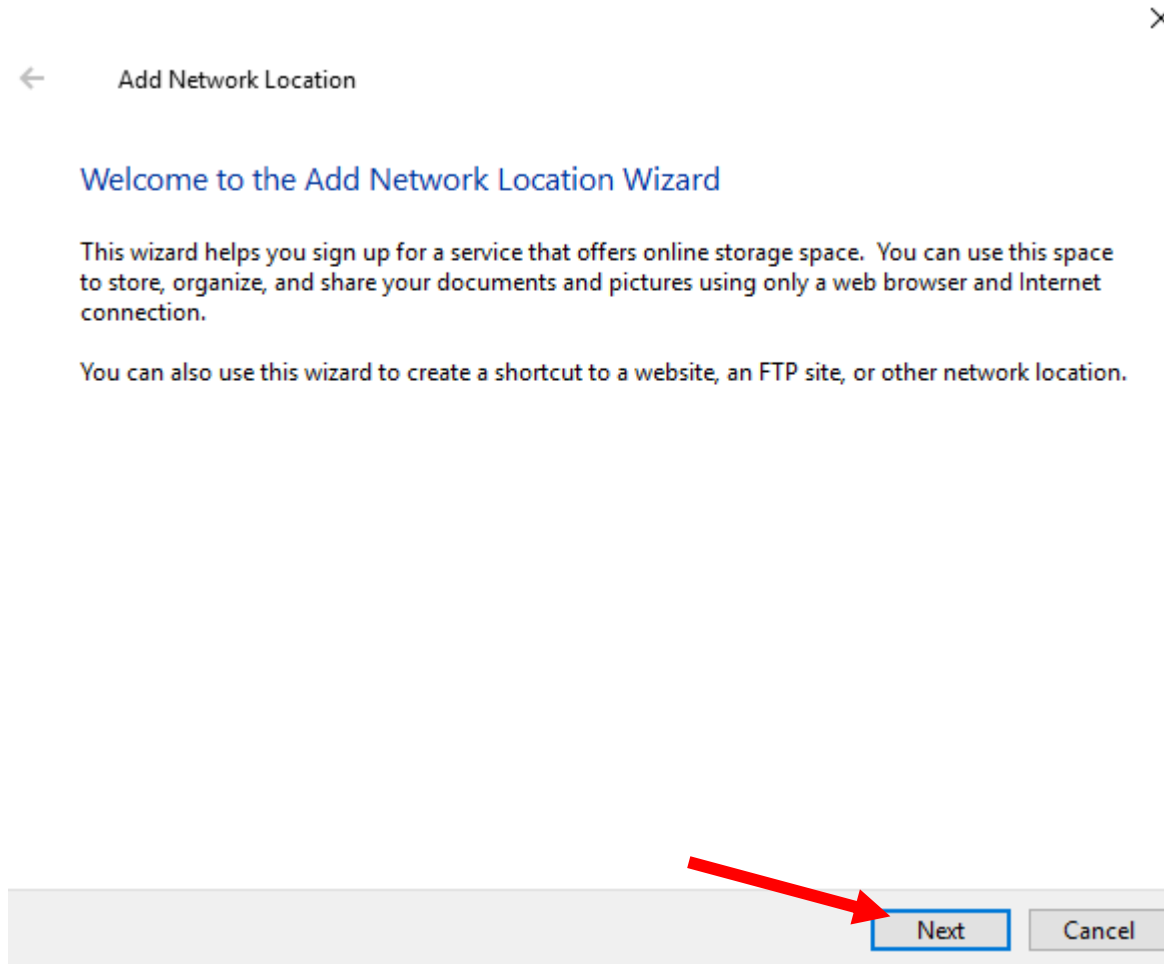 Add Network Location
Welcome to the Add Network Location Wizard
This wizard helps you sign up for a service that offers online storage space.  You can use this space
to store, organize, and share your documents and pictures using only a web browser and Internet
connection.
You can also use this wizard to create a shortcut to a website, an FTP site, or other network location.
Next
Cancel